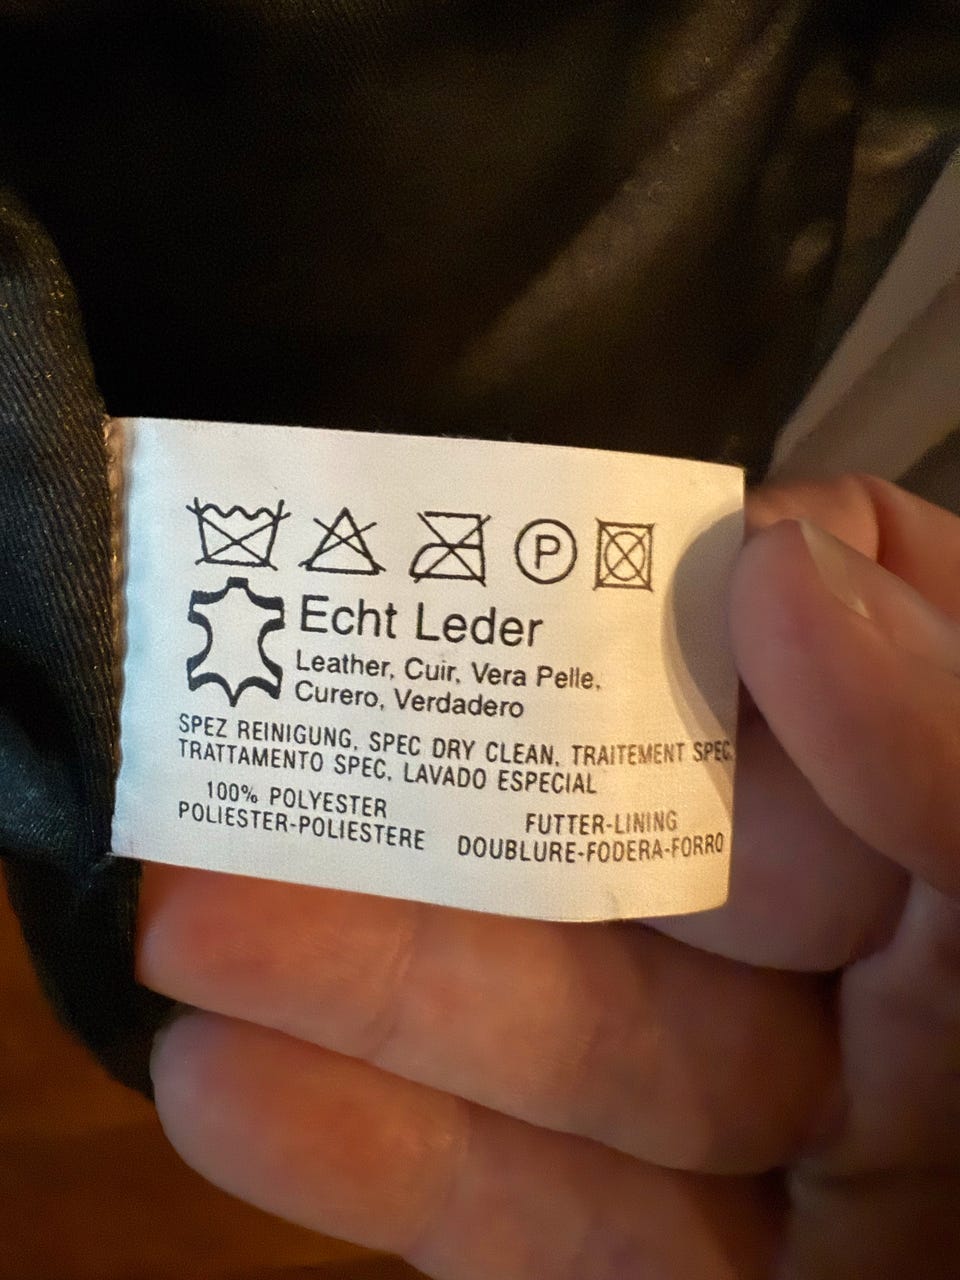 P
Echt Leder
Leather, Cuir, Vera Pelle,
Curero, Verdadero
SPEZ REINIGUNG, SPEC DRY CLEAN, TRAITEMENT SPEC.
TRATTAMENTO SPEC, LAVADO ESPECIAL
100% POLYESTER
POLIESTER-POLIESTERE
FUTTER-LINING
DOUBLURE-FODERA-FORRO